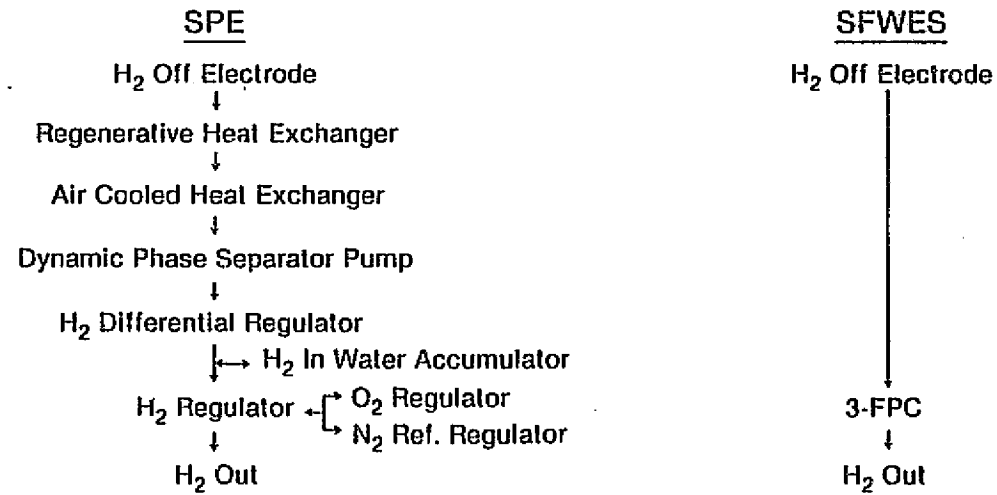 SPE
H₂ Off Electrode
Regenerative Heat Exchanger
Air Cooled Heat Exchanger
Dynamic Phase Separator Pump
H₂ Differential Regulator
H₂ In Water Accumulator
H₂ Regulator
O₂ Regulator
N₂ Ref. Regulator
H₂ Out
SFWES
H₂ Off Electrode
3-FPC
H₂ Out